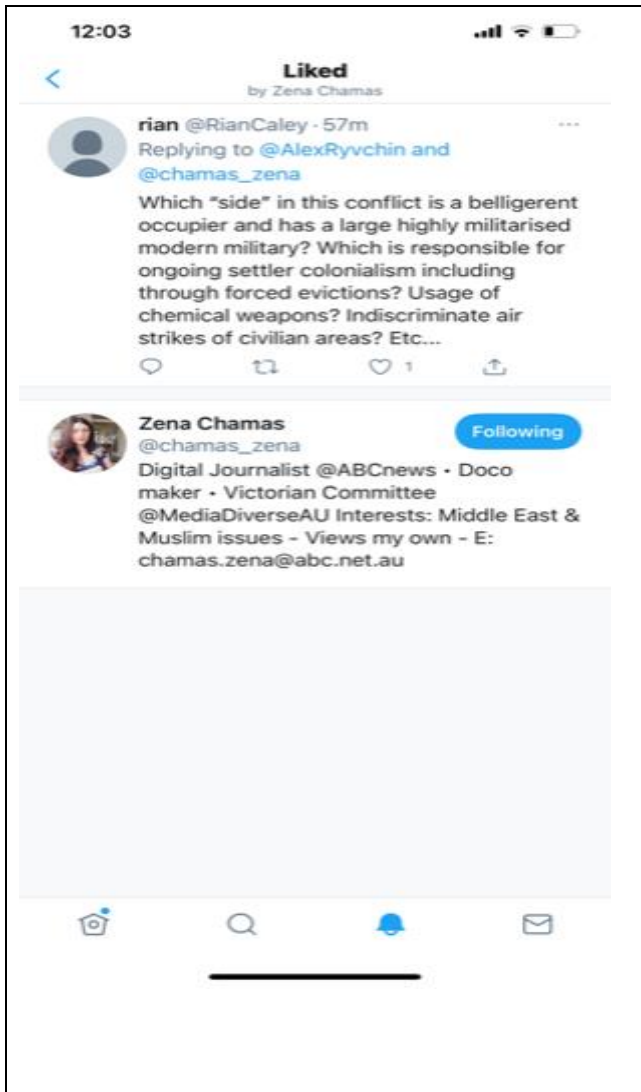 12:03
Liked
by Zena Chamas
rian @RianCaley · 57m
Replying to @AlexRyvchin and
@chamas_zena
Which “side” in this conflict is a belligerent
occupier and has a large highly militarised
modern military? Which is responsible for
ongoing settler colonialism including
through forced evictions? Usage of
chemical weapons? Indiscriminate air
strikes of civilian areas? Etc...
1
Zena Chamas
Following
@chamas_zena
Digital Journalist @ABCnews • Doco
maker • Victorian Committee
@MediaDiverseAU Interests: Middle East &
Muslim issues - Views my own - E:
chamas.zena@abc.net.au